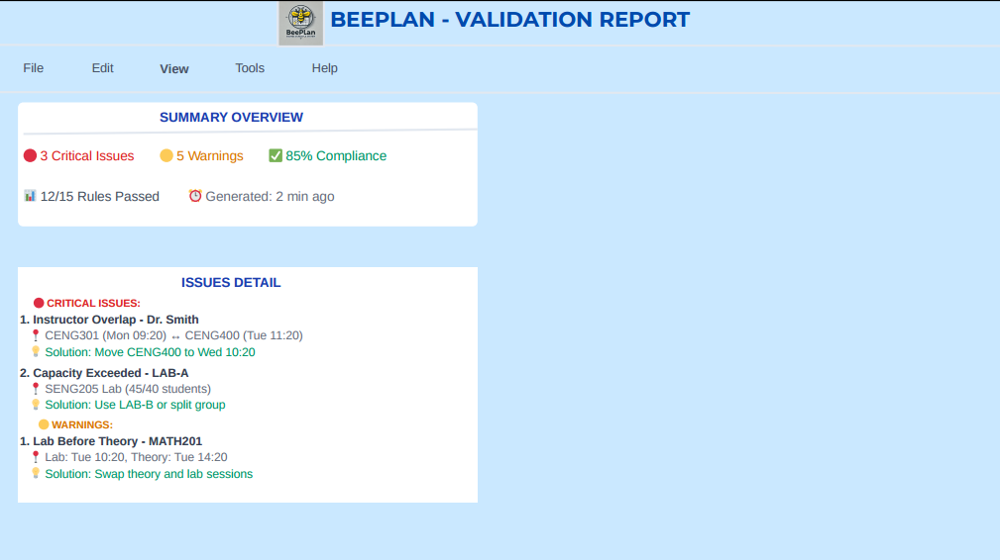 BeePlan
BEEPLAN - VALIDATION REPORT
File Edit View Tools Help
SUMMARY OVERVIEW
3 Critical Issues 5 Warnings 85% Compliance
12/15 Rules Passed Generated: 2 min ago
ISSUES DETAIL
CRITICAL ISSUES:
1. Instructor Overlap - Dr. Smith
CENG301 (Mon 09:20) ↔ CENG400 (Tue 11:20)
Solution: Move CENG400 to Wed 10:20
2. Capacity Exceeded - LAB-A
SENG205 Lab (45/40 students)
Solution: Use LAB-B or split group
WARNINGS:
1. Lab Before Theory - MATH201
Lab: Tue 10:20, Theory: Tue 14:20
Solution: Swap theory and lab sessions